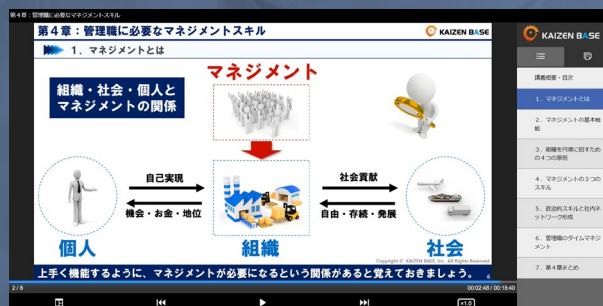 第4章：管理職に必要なマネジメントスキル
第4章：管理職に必要なマネジメントスキル
KAIZEN BASE
1．マネジメントとは
組織・社会・個人と
マネジメントの関係
マネジメント
自己実現
機会・お金・地位
社会貢献
自由・存続・発展
個人
組織
社会
Copyright © KAIZEN BASE, Inc. All Rights Reserved
上手く機能するように、マネジメントが必要になるという関係があると覚えておきましょう。
6
2/8
00:02:48 / 00:19:40
x1.0
KAIZEN BASE
講義概要・目次
1．マネジメントとは
2．マネジメントの基本機
能
3．組織を円滑に回すため
の4つの原則
4．マネジメントの3つの
スキル
5．政治的スキルと社内ネ
ットワーク形成
6．管理職のタイムマネジ
メント
7．第4章まとめ